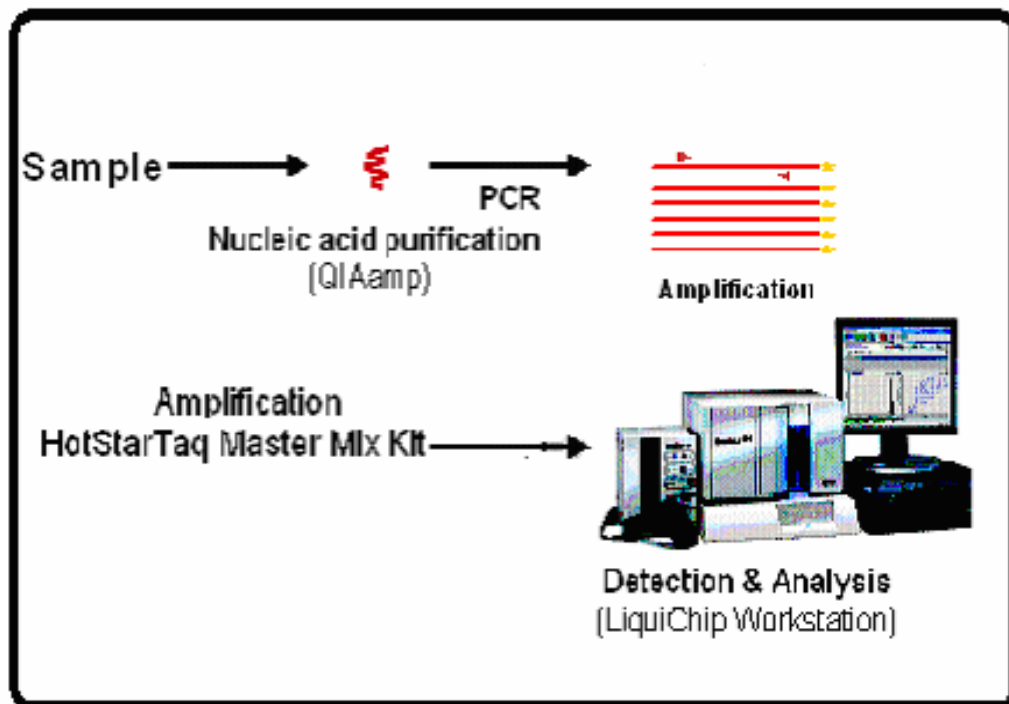 Sample
PCR
Nucleic acid purification
(QIAamp)
Amplification
Amplification
HotStarTaq Master Mix Kit
Detection & Analysis
(LiquiChip Workstation)